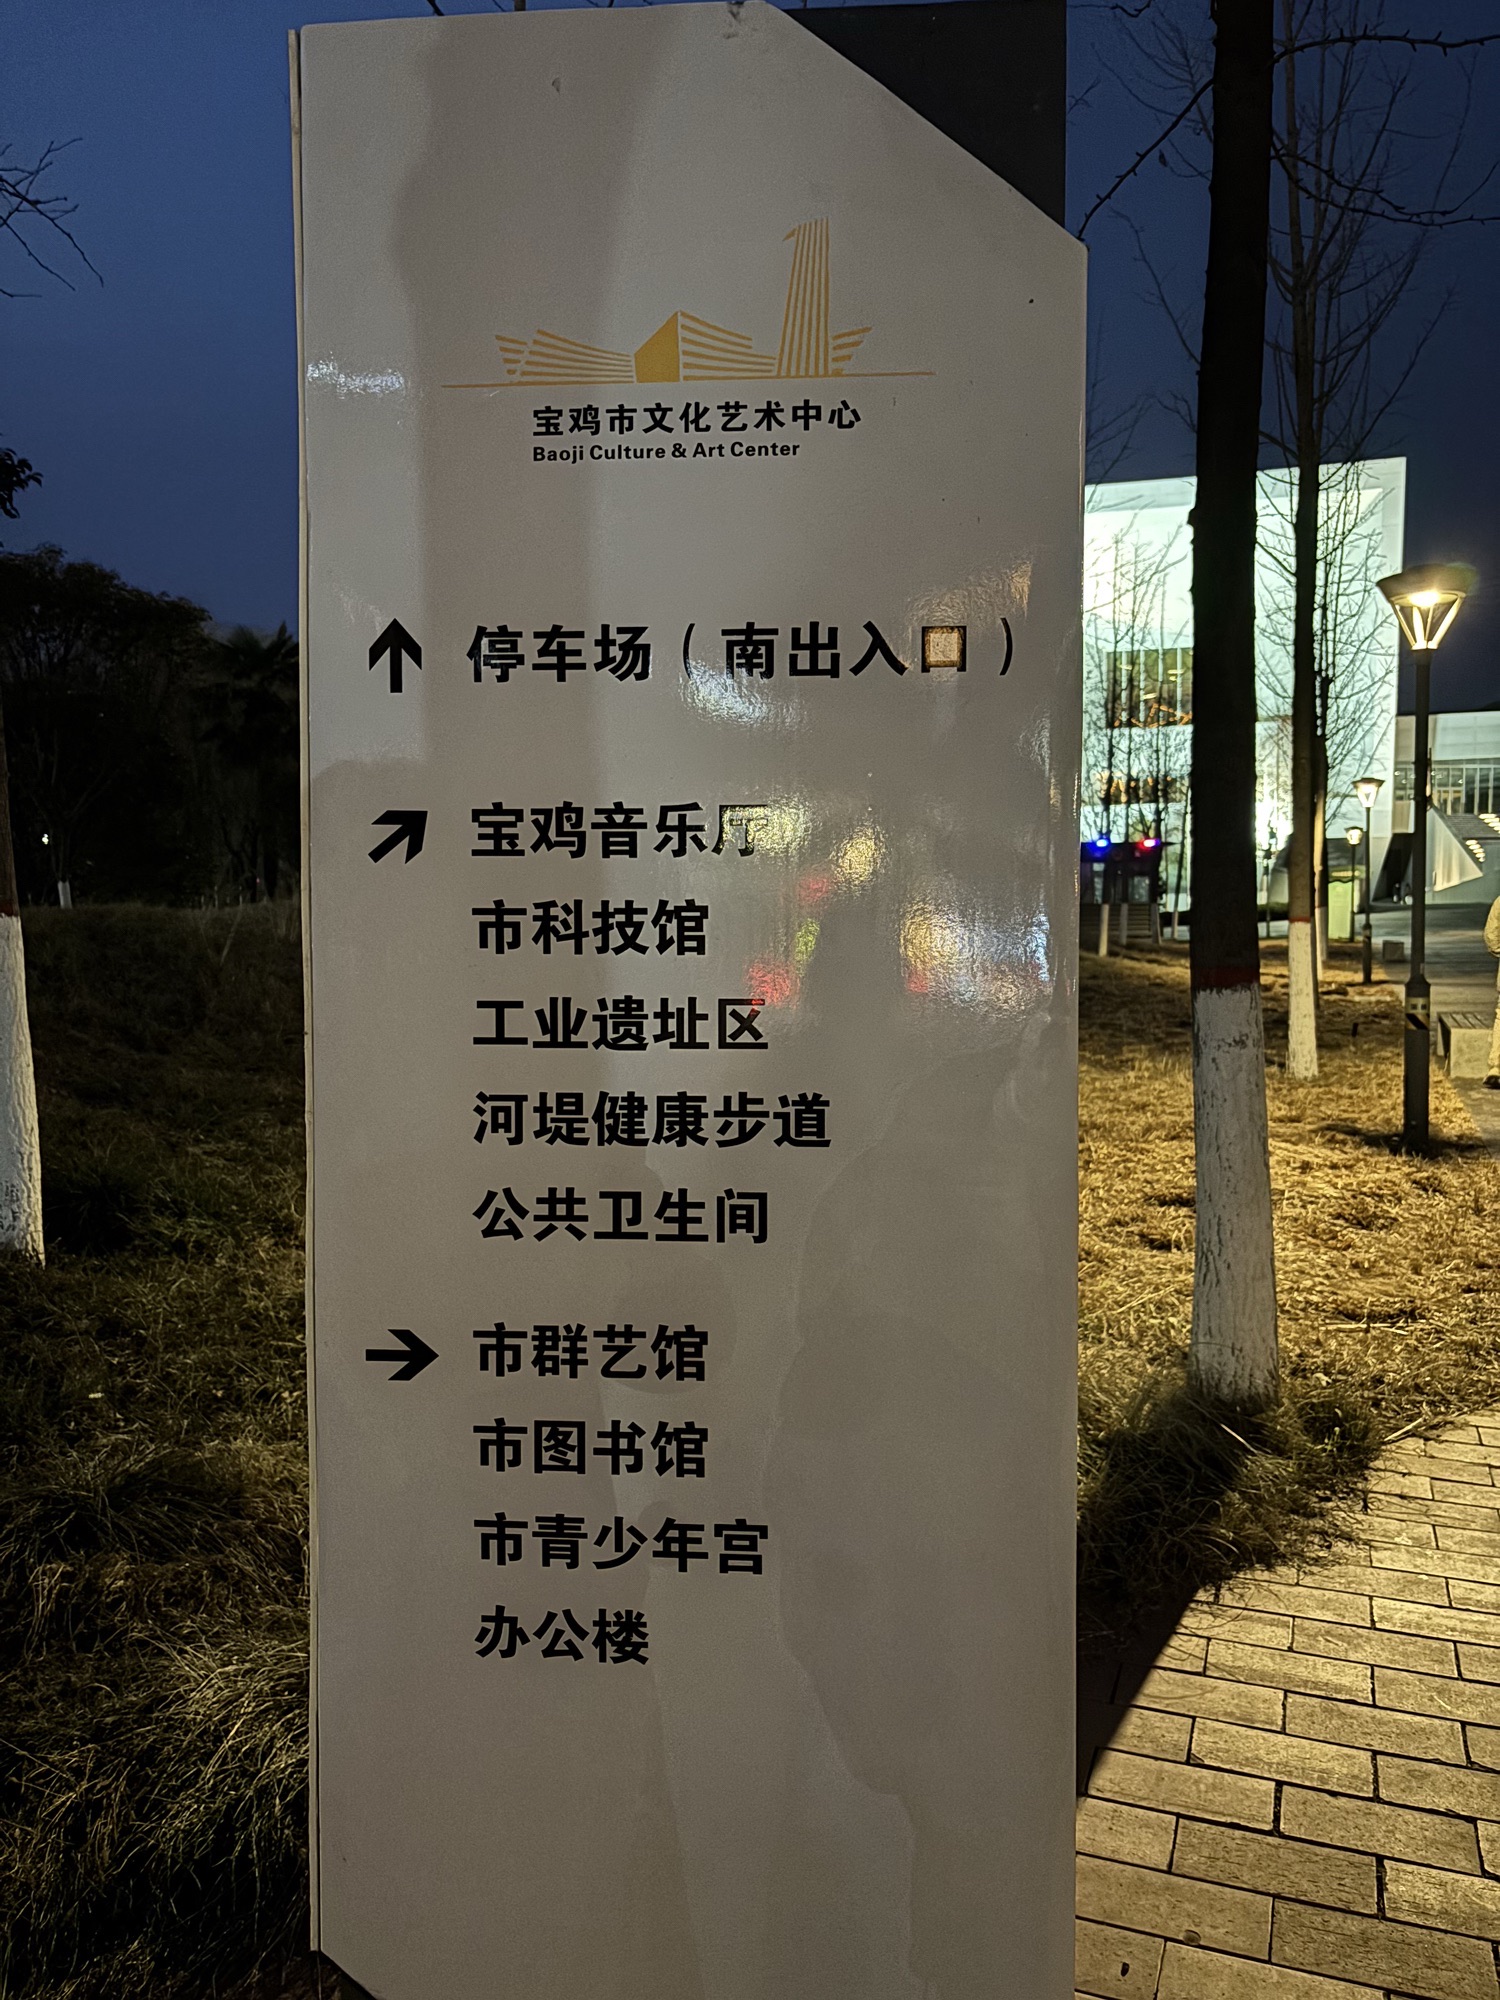 宝鸡市文化艺术中心
Baoji Culture & Art Center
停车场（南出入口）
宝鸡音乐厅
市科技馆
工业遗址区
河堤健康步道
公共卫生间
市群艺馆
市图书馆
市青少年宫
办公楼